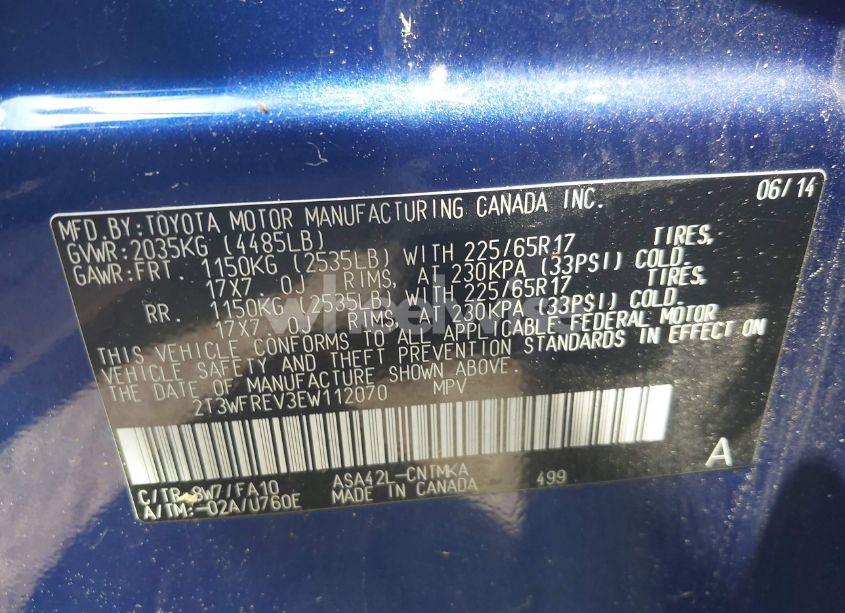 06/14
MFD.BY:TOYOTA MOTOR MANUFACTURING CANADA INC.
GVWR:2035KG (4485LB)
GAWR:FRT. 1150KG (2535LB) WITH 225/65R17 TIRES,
17X7.0J RIMS, AT 230KPA (33PSI) COLD.
RR. 1150KG (2535LB) WITH 225/65R17 TIRES,
17X7.0J RIMS, AT 230KPA (33PSI) COLD.
THIS VEHICLE CONFORMS TO ALL APPLICABLE FEDERAL MOTOR
VEHICLE SAFETY AND THEFT PREVENTION STANDARDS IN EFFECT ON
THE DATE OF MANUFACTURE SHOWN ABOVE.
2T3WFREV3EW112070 MPV
A
C/TR: 8W7/FA10 ASA42L-CNTMKA 499
A/TM:-02A/U760E MADE IN CANADA